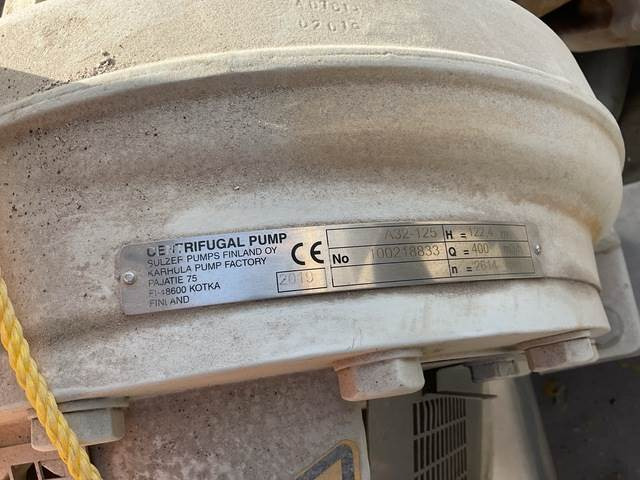 CENTRIFUGAL PUMP
SULZER PUMPS FINLAND OY
KARHULA PUMP FACTORY
PAJATIE 75
FI-48600 KOTKA
FINLAND
2019
CE
A32-125
No 100218833
H = 122,4 m
Q = 400
n = 2614